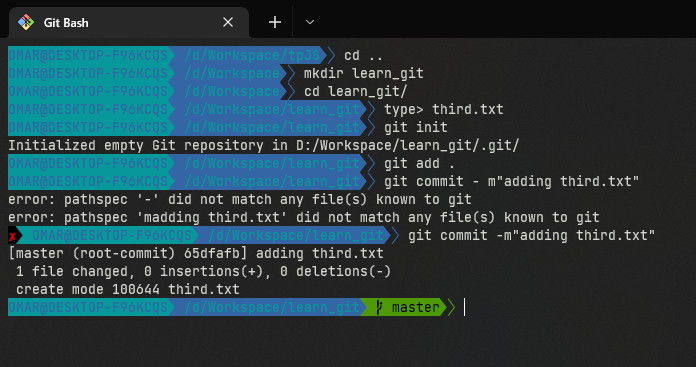 Git Bash
OMAR@DESKTOP-F96KCQS /d/Workspace/tpJS cd ..
OMAR@DESKTOP-F96KCQS /d/Workspace mkdir learn_git
OMAR@DESKTOP-F96KCQS /d/Workspace cd learn_git/
OMAR@DESKTOP-F96KCQS /d/Workspace/learn_git type> third.txt
OMAR@DESKTOP-F96KCQS /d/Workspace/learn_git git init
Initialized empty Git repository in D:/Workspace/learn_git/.git/
OMAR@DESKTOP-F96KCQS /d/Workspace/learn_git git add .
OMAR@DESKTOP-F96KCQS /d/Workspace/learn_git git commit - m"adding third.txt"
error: pathspec '-' did not match any file(s) known to git
error: pathspec 'madding third.txt' did not match any file(s) known to git
✘ OMAR@DESKTOP-F96KCQS /d/Workspace/learn_git git commit -m"adding third.txt"
[master (root-commit) 65dfafb] adding third.txt
1 file changed, 0 insertions(+), 0 deletions(-)
create mode 100644 third.txt
OMAR@DESKTOP-F96KCQS /d/Workspace/learn_git master